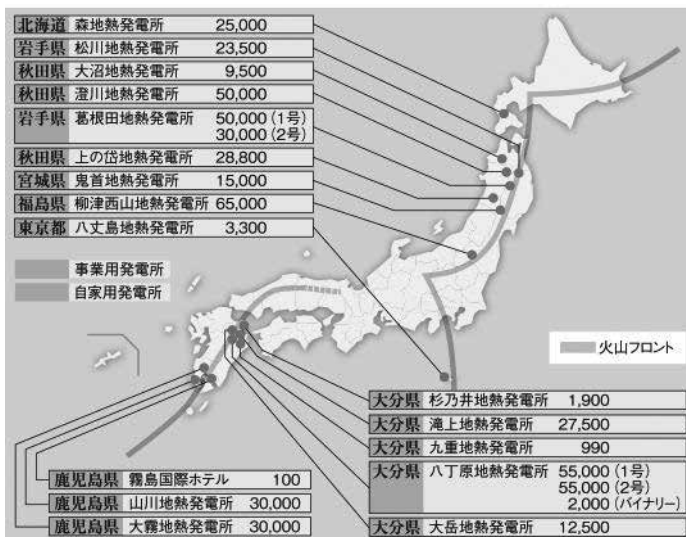 北海道 森地熱発電所 25,000
岩手県 松川地熱発電所 23,500
秋田県 大沼地熱発電所 9,500
秋田県 澄川地熱発電所 50,000
岩手県 葛根田地熱発電所 50,000(1号)
30,000(2号)
秋田県 上の岱地熱発電所 28,800
宮城県 鬼首地熱発電所 15,000
福島県 柳津西山地熱発電所 65,000
東京都 八丈島地熱発電所 3,300
事業用発電所
自家用発電所
火山フロント
大分県 杉乃井地熱発電所 1,900
大分県 滝上地熱発電所 27,500
大分県 九重地熱発電所 990
大分県 八丁原地熱発電所 55,000(1号)
55,000(2号)
2,000(バイナリー)
大分県 大岳地熱発電所 12,500
鹿児島県 霧島国際ホテル 100
鹿児島県 山川地熱発電所 30,000
鹿児島県 大霧地熱発電所 30,000